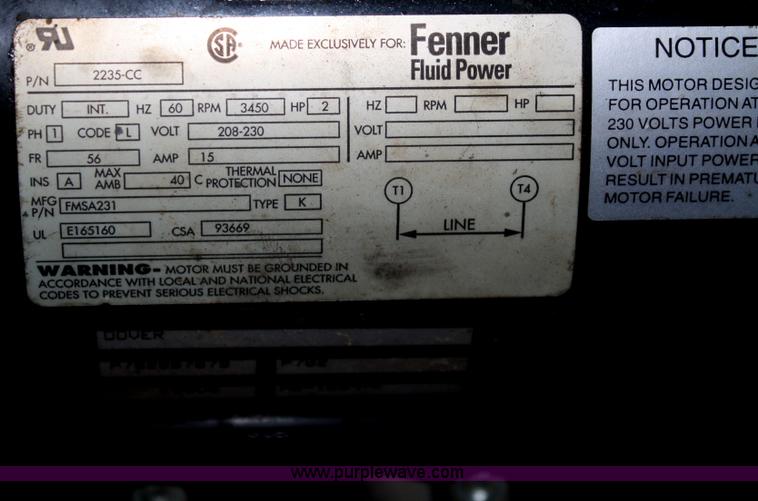 RU
SA
MADE EXCLUSIVELY FOR: Fenner
Fluid Power
P/N 2235-CC
DUTY INT. HZ 60 RPM 3450 HP 2 HZ RPM HP
PH 1 CODE L VOLT 208-230 VOLT
FR 56 AMP 15 AMP
INS A MAX AMB 40 C THERMAL PROTECTION NONE
MFG P/N FMSA231 TYPE K
UL E165160 CSA 93669
T1 T4
LINE
WARNING- MOTOR MUST BE GROUNDED IN
ACCORDANCE WITH LOCAL AND NATIONAL ELECTRICAL
CODES TO PREVENT SERIOUS ELECTRICAL SHOCKS.
NOTICE
THIS MOTOR DESIG
FOR OPERATION AT
230 VOLTS POWER
ONLY. OPERATION A
VOLT INPUT POWER
RESULT IN PREMATU
MOTOR FAILURE.
DOVER
www.purplewave.com